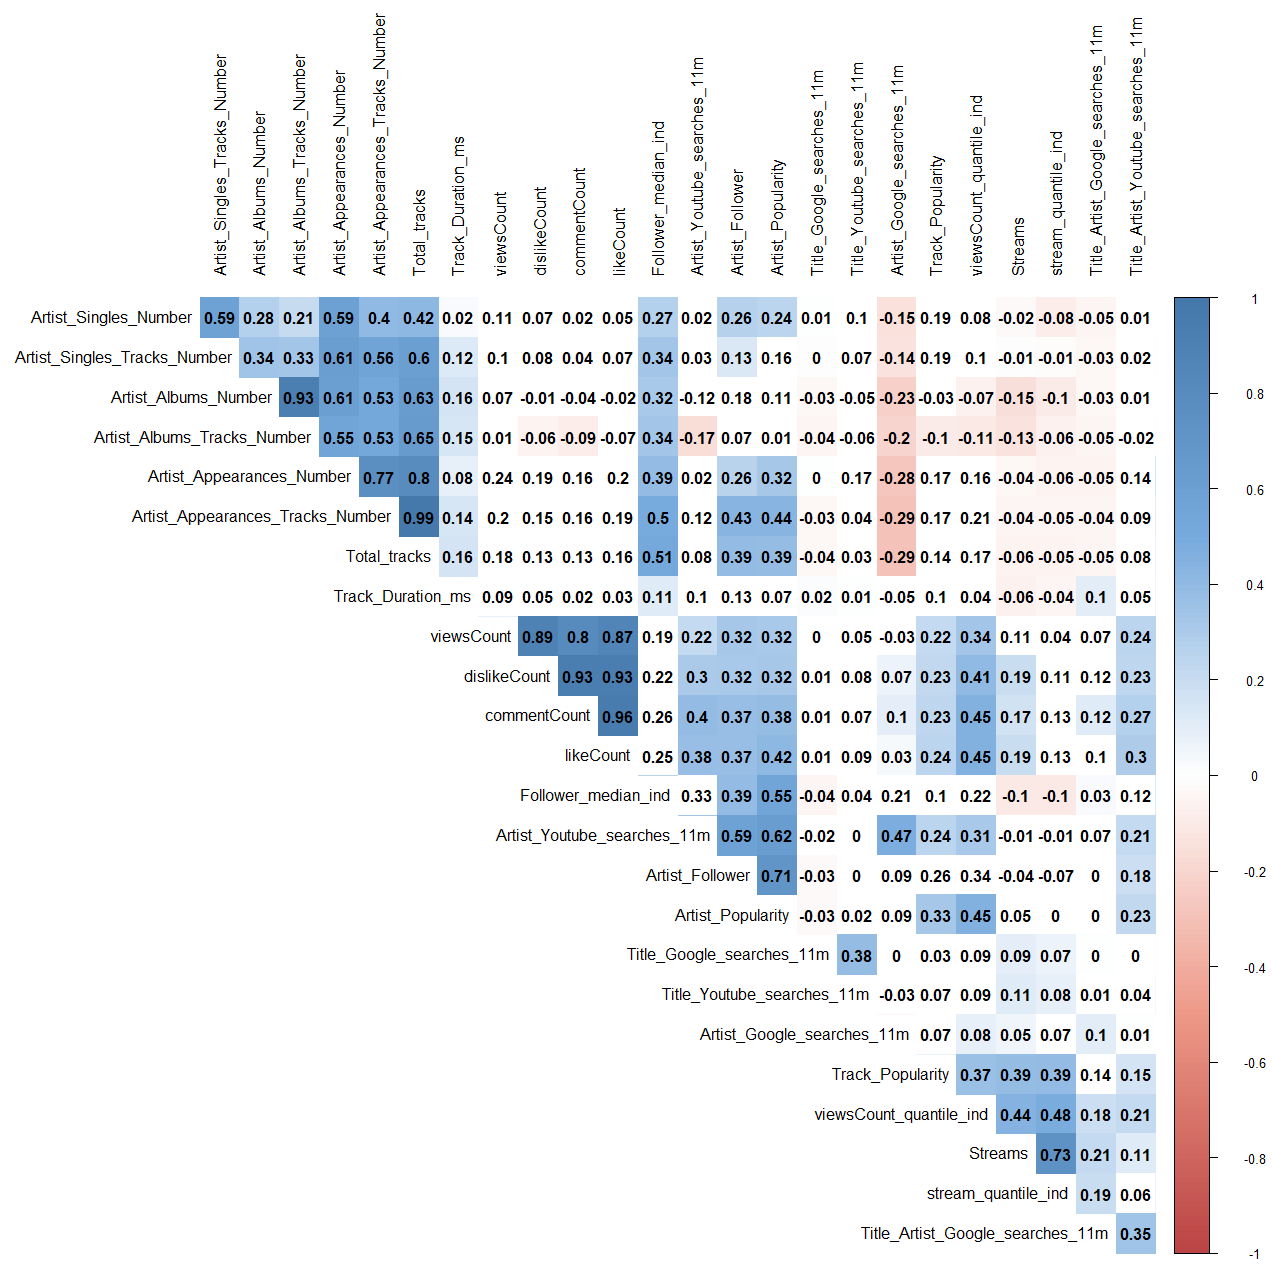 Artist_Singles_Tracks_Number
Artist_Albums_Number
Artist_Albums_Tracks_Number
Artist_Appearances_Number
Artist_Appearances_Tracks_Number
Total_tracks
Track_Duration_ms
viewsCount
dislikeCount
commentCount
likeCount
Follower_median_ind
Artist_Youtube_searches_11m
Artist_Follower
Artist_Popularity
Title_Google_searches_11m
Title_Youtube_searches_11m
Artist_Google_searches_11m
Track_Popularity
viewsCount_quantile_ind
Streams
stream_quantile_ind
Title_Artist_Google_searches_11m
Title_Artist_Youtube_searches_11m
Artist_Singles_Number 0.59 0.28 0.21 0.59 0.4 0.42 0.02 0.11 0.07 0.02 0.05 0.27 0.02 0.26 0.24 0.01 0.1 -0.15 0.19 0.08 -0.02 -0.08 -0.05 0.01
Artist_Singles_Tracks_Number 0.34 0.33 0.61 0.56 0.6 0.12 0.1 0.08 0.04 0.07 0.34 0.03 0.13 0.16 0 0.07 -0.14 0.19 0.1 -0.01 -0.01 -0.03 0.02
Artist_Albums_Number 0.93 0.61 0.53 0.63 0.16 0.07 -0.01 -0.04 -0.02 0.32 -0.12 0.18 0.11 -0.03 -0.05 -0.23 -0.03 -0.07 -0.15 -0.1 -0.03 0.01
Artist_Albums_Tracks_Number 0.55 0.53 0.65 0.15 0.01 -0.06 -0.09 -0.07 0.34 -0.17 0.07 0.01 -0.04 -0.06 -0.2 -0.1 -0.11 -0.13 -0.06 -0.05 -0.02
Artist_Appearances_Number 0.77 0.8 0.08 0.24 0.19 0.16 0.2 0.39 0.02 0.26 0.32 0 0.17 -0.28 0.17 0.16 -0.04 -0.06 -0.05 0.14
Artist_Appearances_Tracks_Number 0.99 0.14 0.2 0.15 0.16 0.19 0.5 0.12 0.43 0.44 -0.03 0.04 -0.29 0.17 0.21 -0.04 -0.05 -0.04 0.09
Total_tracks 0.16 0.18 0.13 0.13 0.16 0.51 0.08 0.39 0.39 -0.04 0.03 -0.29 0.14 0.17 -0.06 -0.05 -0.05 0.08
Track_Duration_ms 0.09 0.05 0.02 0.03 0.11 0.1 0.13 0.07 0.02 0.01 -0.05 0.1 0.04 -0.06 -0.04 0.1 0.05
viewsCount 0.89 0.8 0.87 0.19 0.22 0.32 0.32 0 0.05 -0.03 0.22 0.34 0.11 0.04 0.07 0.24
dislikeCount 0.93 0.93 0.22 0.3 0.32 0.32 0.01 0.08 0.07 0.23 0.41 0.19 0.11 0.12 0.23
commentCount 0.96 0.26 0.4 0.37 0.38 0.01 0.07 0.1 0.23 0.45 0.17 0.13 0.12 0.27
likeCount 0.25 0.38 0.37 0.42 0.01 0.09 0.03 0.24 0.45 0.19 0.13 0.1 0.3
Follower_median_ind 0.33 0.39 0.55 -0.04 0.04 0.21 0.1 0.22 -0.1 -0.1 0.03 0.12
Artist_Youtube_searches_11m 0.59 0.62 -0.02 0 0.47 0.24 0.31 -0.01 -0.01 0.07 0.21
Artist_Follower 0.71 -0.03 0 0.09 0.26 0.34 -0.04 -0.07 0 0.18
Artist_Popularity -0.03 0.02 0.09 0.33 0.45 0.05 0 0 0.23
Title_Google_searches_11m 0.38 0 0.03 0.09 0.09 0.07 0 0
Title_Youtube_searches_11m -0.03 0.07 0.09 0.11 0.08 0.01 0.04
Artist_Google_searches_11m 0.07 0.08 0.05 0.07 0.1 0.01
Track_Popularity 0.37 0.39 0.39 0.14 0.15
viewsCount_quantile_ind 0.44 0.48 0.18 0.21
Streams 0.73 0.21 0.11
stream_quantile_ind 0.19 0.06
Title_Artist_Google_searches_11m 0.35
1
0.8
0.6
0.4
0.2
0
-0.2
-0.4
-0.6
-0.8
-1